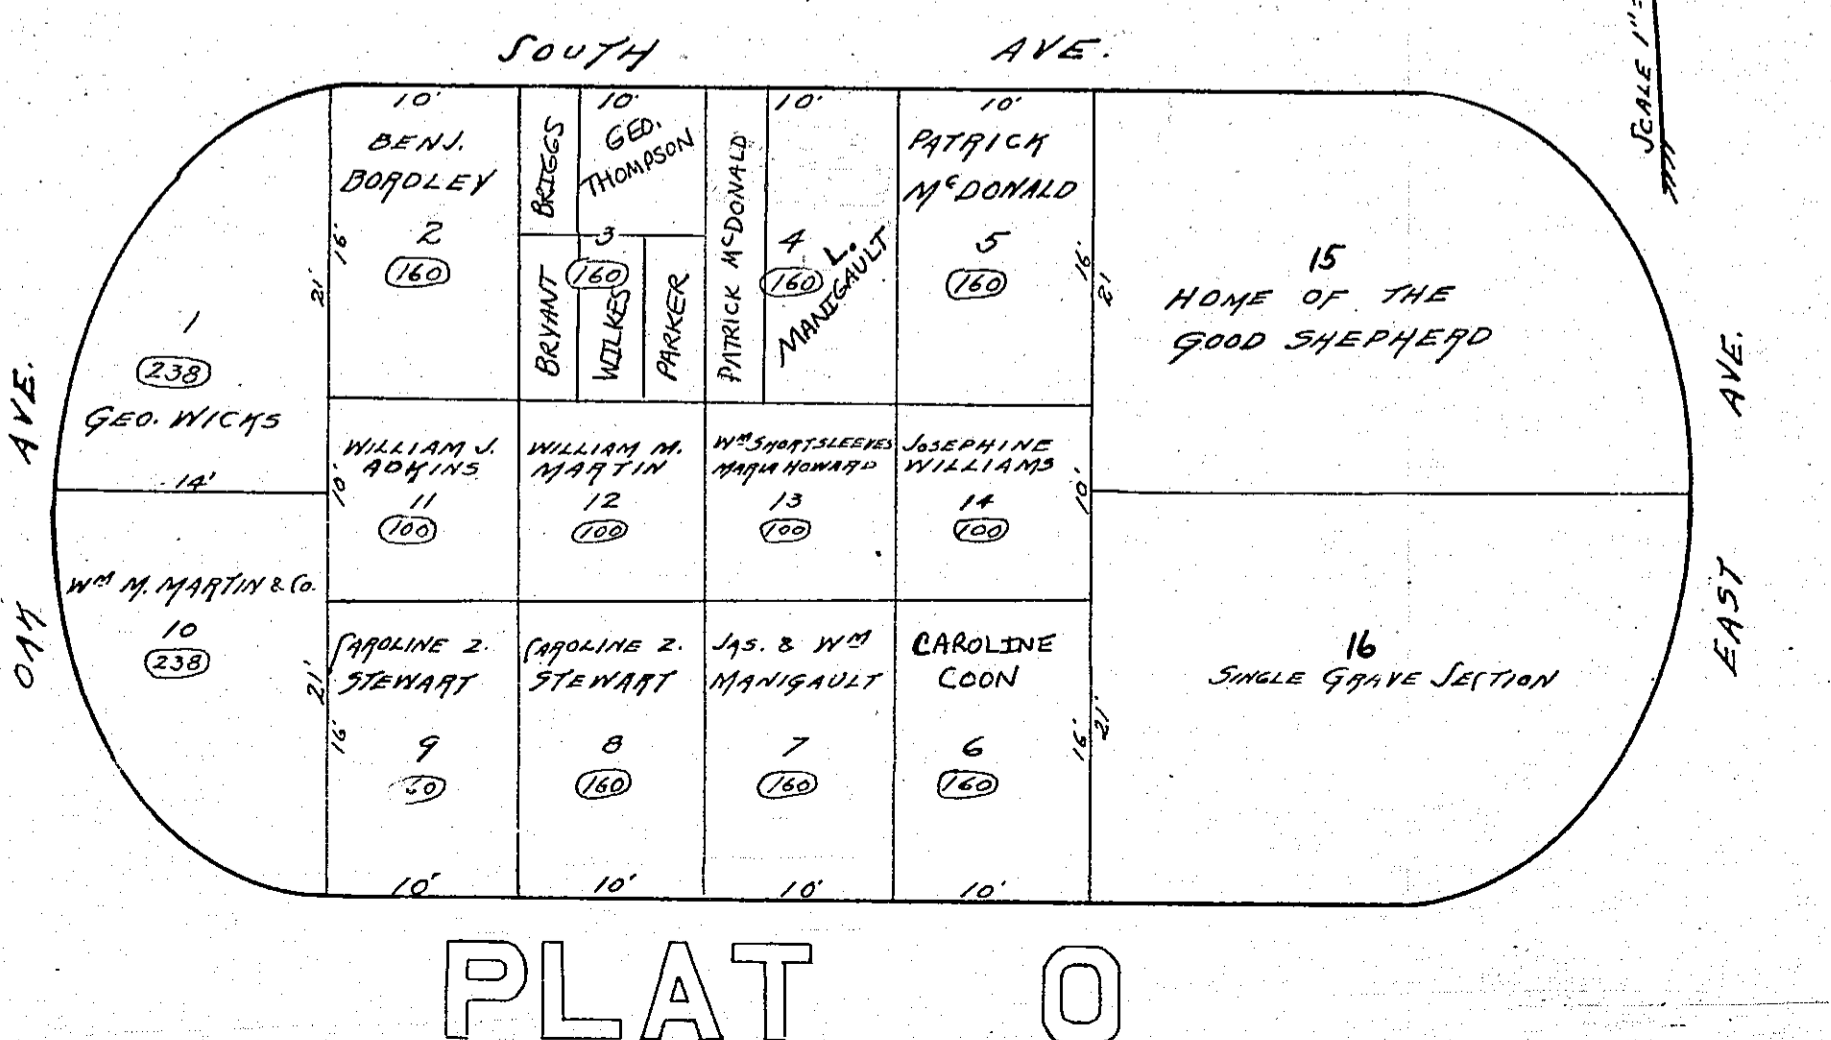 SOUTH AVE.
SCALE 1"=
10'
BENJ.
BORDLEY
2
160
16'
21'
BRIGGS
10'
GEO.
THOMPSON
3
160
BRYANT
WILKES
PARKER
PATRICK McDONALD
10'
4
160
L.
MANIGAULT
10'
PATRICK
McDONALD
5
160
16'
21'
15
HOME OF THE
GOOD SHEPHERD
1
238
GEO. WICKS
14'
OAK AVE.
EAST AVE.
WILLIAM J.
ADKINS
10'
11
100
WILLIAM M.
MARTIN
12
100
Wm SHORTSLEEVES
MARIA HOWARD
13
100
JOSEPHINE
WILLIAMS
14
100
10'
Wm M. MARTIN & Co.
10
238
21'
CAROLINE Z.
STEWART
16'
9
60
10'
CAROLINE Z.
STEWART
8
160
10'
JAS. & Wm
MANIGAULT
7
160
10'
CAROLINE
COON
6
160
10'
16'
21'
16
SINGLE GRAVE SECTION
PLAT O